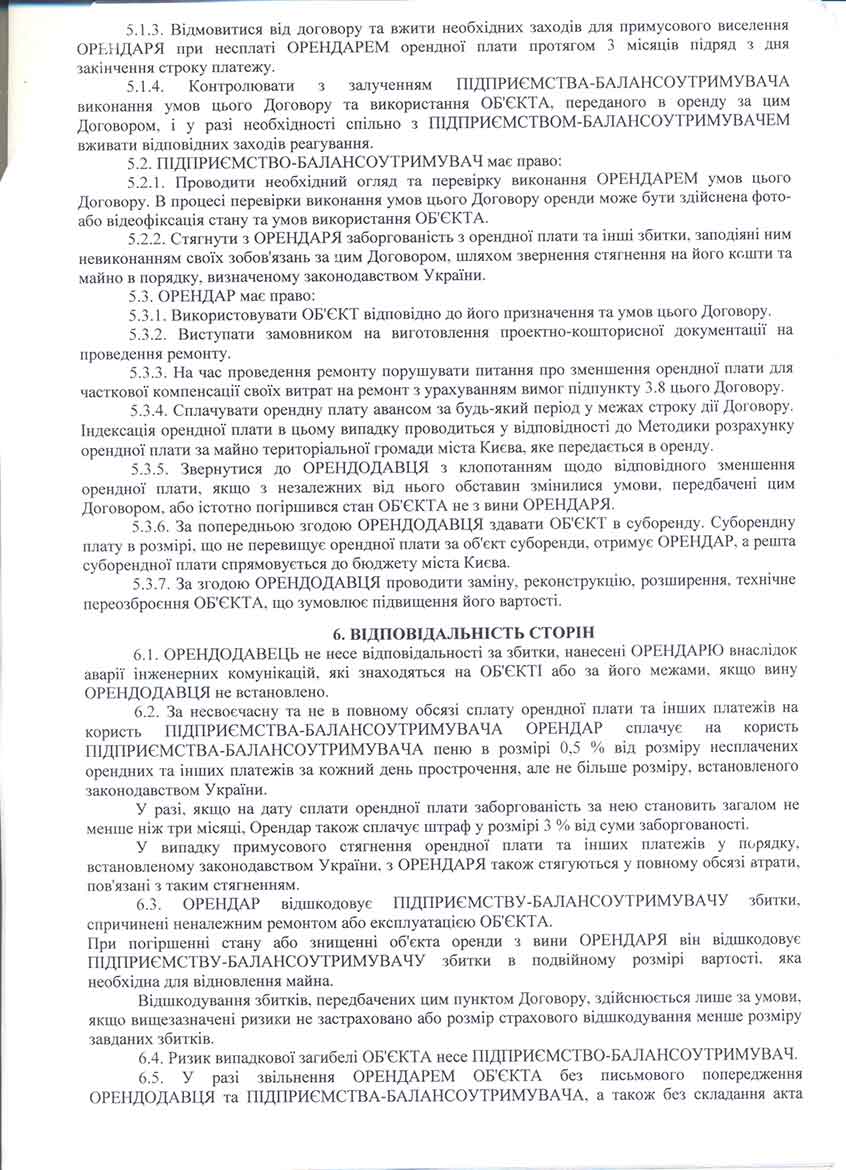 5.1.3. Відмовитися від договору та вжити необхідних заходів для примусового виселення
ОРЕНДАРЯ при несплаті ОРЕНДАРЕМ орендної плати протягом 3 місяців підряд з дня
закінчення строку платежу.
5.1.4. Контролювати з залученням ПІДПРИЄМСТВА-БАЛАНСОУТРИМУВАЧА
виконання умов цього Договору та використання ОБ'ЄКТА, переданого в оренду за цим
Договором, і у разі необхідності спільно з ПІДПРИЄМСТВОМ-БАЛАНСОУТРИМУВАЧЕМ
вживати відповідних заходів реагування.
5.2. ПІДПРИЄМСТВО-БАЛАНСОУТРИМУВАЧ має право:
5.2.1. Проводити необхідний огляд та перевірку виконання ОРЕНДАРЕМ умов цього
Договору. В процесі перевірки виконання умов цього Договору оренди може бути здійснена фото-
або відеофіксація стану та умов використання ОБ'ЄКТА.
5.2.2. Стягнути з ОРЕНДАРЯ заборгованість з орендної плати та інші збитки, заподіяні ним
невиконанням своїх зобов'язань за цим Договором, шляхом звернення стягнення на його кошти та
майно в порядку, визначеному законодавством України.
5.3. ОРЕНДАР має право:
5.3.1. Використовувати ОБ'ЄКТ відповідно до його призначення та умов цього Договору.
5.3.2. Виступати замовником на виготовлення проектно-кошторисної документації на
проведення ремонту.
5.3.3. На час проведення ремонту порушувати питання про зменшення орендної плати для
часткової компенсації своїх витрат на ремонт з урахуванням вимог підпункту 3.8 цього Договору.
5.3.4. Сплачувати орендну плату авансом за будь-який період у межах строку дії Договору.
Індексація орендної плати в цьому випадку проводиться у відповідності до Методики розрахунку
орендної плати за майно територіальної громади міста Києва, яке передається в оренду.
5.3.5. Звернутися до ОРЕНДОДАВЦЯ з клопотанням щодо відповідного зменшення
орендної плати, якщо з незалежних від нього обставин змінилися умови, передбачені цим
Договором, або істотно погіршився стан ОБ'ЄКТА не з вини ОРЕНДАРЯ.
5.3.6. За попередньою згодою ОРЕНДОДАВЦЯ здавати ОБ'ЄКТ в суборенду. Суборендну
плату в розмірі, що не перевищує орендної плати за об'єкт суборенди, отримує ОРЕНДАР, а решта
суборендної плати спрямовується до бюджету міста Києва.
5.3.7. За згодою ОРЕНДОДАВЦЯ проводити заміну, реконструкцію, розширення, технічне
переозброєння ОБ'ЄКТА, що зумовлює підвищення його вартості.
6. ВІДПОВІДАЛЬНІСТЬ СТОРІН
6.1. ОРЕНДОДАВЕЦЬ не несе відповідальності за збитки, нанесені ОРЕНДАРЮ внаслідок
аварії інженерних комунікацій, які знаходяться на ОБ'ЄКТІ або за його межами, якщо вину
ОРЕНДОДАВЦЯ не встановлено.
6.2. За несвоєчасну та не в повному обсязі сплату орендної плати та інших платежів на
користь ПІДПРИЄМСТВА-БАЛАНСОУТРИМУВАЧА ОРЕНДАР сплачує на користь
ПІДПРИЄМСТВА-БАЛАНСОУТРИМУВАЧА пеню в розмірі 0,5 % від розміру несплачених
орендних та інших платежів за кожний день прострочення, але не більше розміру, встановленого
законодавством України.
У разі, якщо на дату сплати орендної плати заборгованість за нею становить загалом не
менше ніж три місяці, Орендар також сплачує штраф у розмірі 3 % від суми заборгованості.
У випадку примусового стягнення орендної плати та інших платежів у порядку,
встановленому законодавством України, з ОРЕНДАРЯ також стягуються у повному обсязі втрати,
пов'язані з таким стягненням.
6.3. ОРЕНДАР відшкодовує ПІДПРИЄМСТВУ-БАЛАНСОУТРИМУВАЧУ збитки,
спричинені неналежним ремонтом або експлуатацією ОБ'ЄКТА.
При погіршенні стану або знищенні об'єкта оренди з вини ОРЕНДАРЯ він відшкодовує
ПІДПРИЄМСТВУ-БАЛАНСОУТРИМУВАЧУ збитки в подвійному розмірі вартості, яка
необхідна для відновлення майна.
Відшкодування збитків, передбачених цим пунктом Договору, здійснюється лише за умови,
якщо вищезазначені ризики не застраховано або розмір страхового відшкодування менше розміру
завданих збитків.
6.4. Ризик випадкової загибелі ОБ'ЄКТА несе ПІДПРИЄМСТВО-БАЛАНСОУТРИМУВАЧ.
6.5. У разі звільнення ОРЕНДАРЕМ ОБ'ЄКТА без письмового попередження
ОРЕНДОДАВЦЯ та ПІДПРИЄМСТВА-БАЛАНСОУТРИМУВАЧА, а також без складання акта